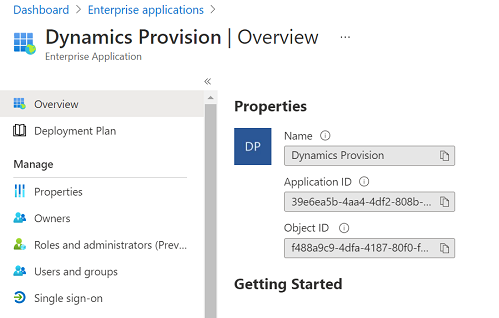 Dashboard > Enterprise applications >
Dynamics Provision | Overview ...
Enterprise Application
«
Overview
Deployment Plan
Manage
Properties
Owners
Roles and administrators (Prev...
Users and groups
Single sign-on
Properties
DP
Name
Dynamics Provision
Application ID
39e6ea5b-4aa4-4df2-808b-...
Object ID
f488a9c9-4dfa-4187-80f0-f...
Getting Started